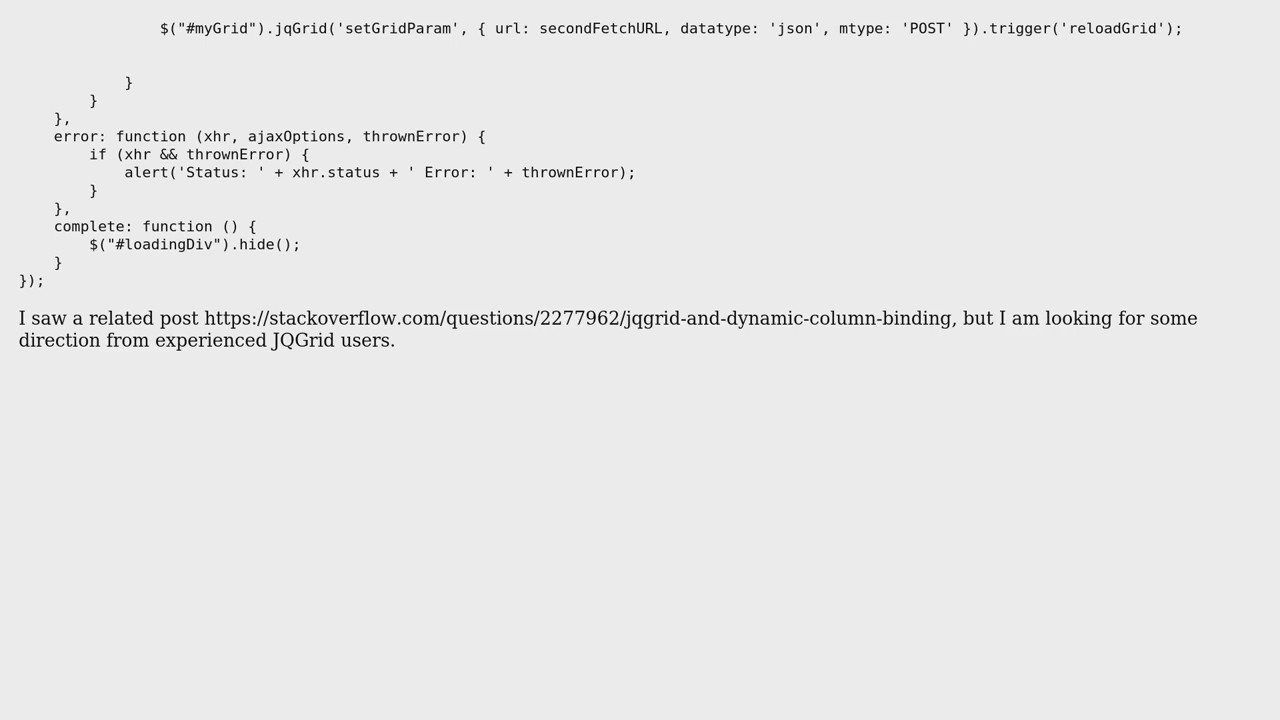 $("#myGrid").jqGrid('setGridParam', { url: secondFetchURL, datatype: 'json', mtype: 'POST' }).trigger('reloadGrid');
}
}
},
error: function (xhr, ajaxOptions, thrownError) {
if (xhr && thrownError) {
alert('Status: ' + xhr.status + ' Error: ' + thrownError);
}
},
complete: function () {
$("#loadingDiv").hide();
}
});
I saw a related post https://stackoverflow.com/questions/2277962/jqgrid-and-dynamic-column-binding, but I am looking for some
direction from experienced JQGrid users.